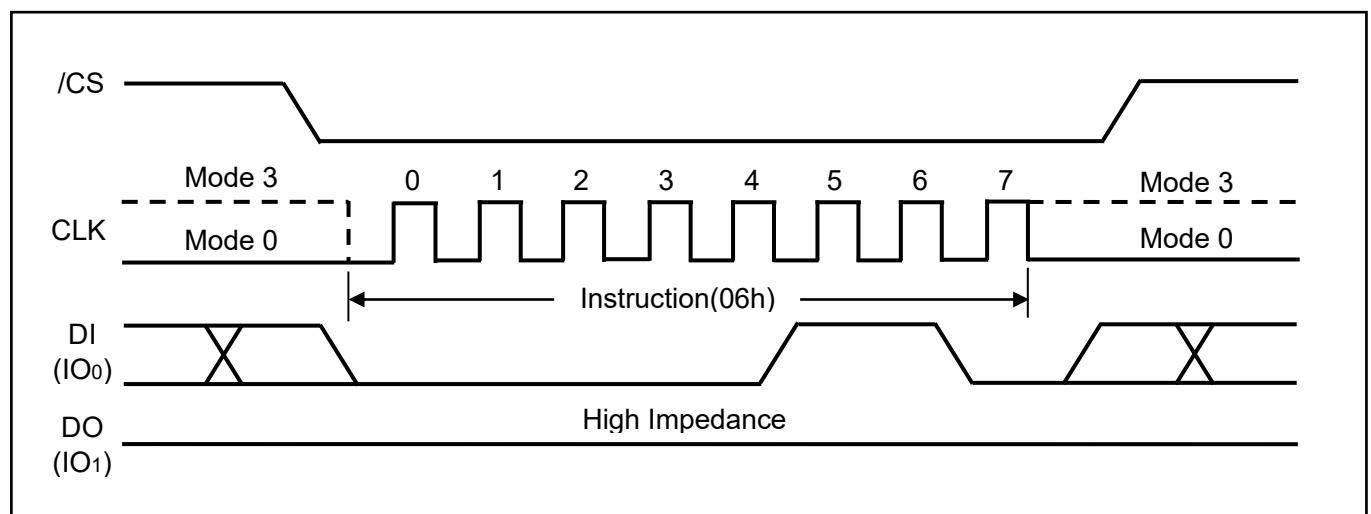 /CS
Mode 3 0 1 2 3 4 5 6 7 Mode 3
CLK
Mode 0 Mode 0
Instruction(06h)
DI
(IO0)
High Impedance
DO
(IO1)